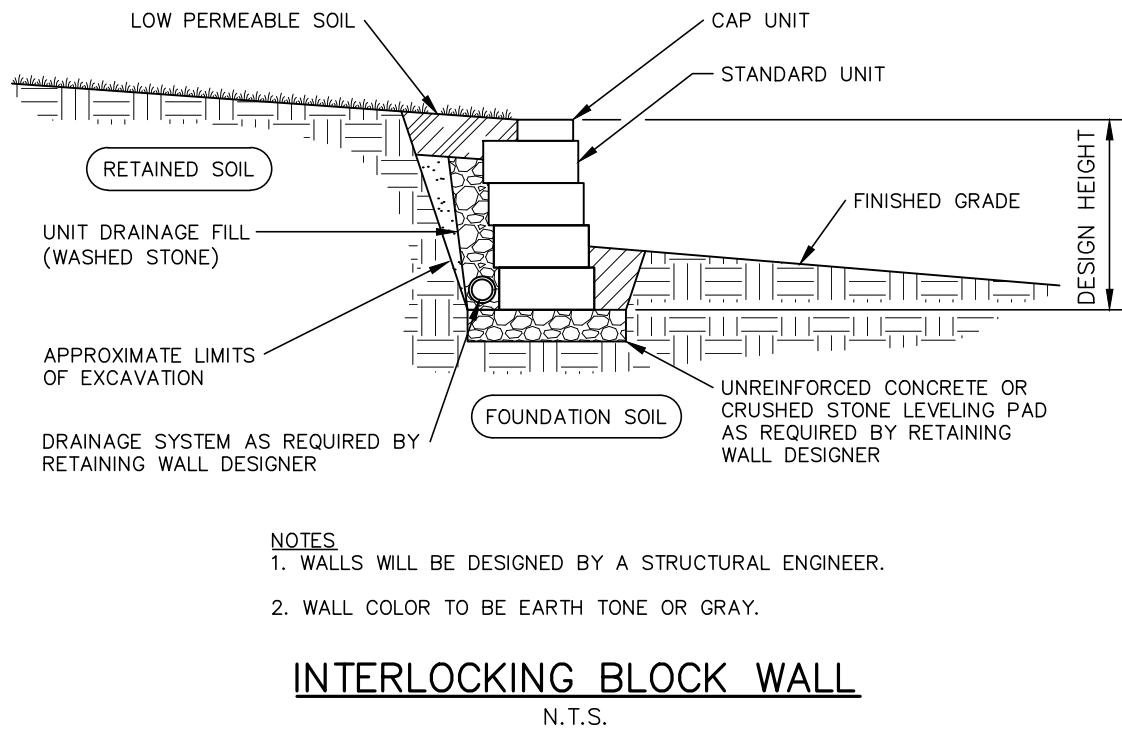 LOW PERMEABLE SOIL
CAP UNIT
STANDARD UNIT
RETAINED SOIL
DESIGN HEIGHT
FINISHED GRADE
UNIT DRAINAGE FILL
(WASHED STONE)
APPROXIMATE LIMITS
OF EXCAVATION
UNREINFORCED CONCRETE OR
CRUSHED STONE LEVELING PAD
AS REQUIRED BY RETAINING
WALL DESIGNER
FOUNDATION SOIL
DRAINAGE SYSTEM AS REQUIRED BY
RETAINING WALL DESIGNER
NOTES
1. WALLS WILL BE DESIGNED BY A STRUCTURAL ENGINEER.
2. WALL COLOR TO BE EARTH TONE OR GRAY.
INTERLOCKING BLOCK WALL
N.T.S.